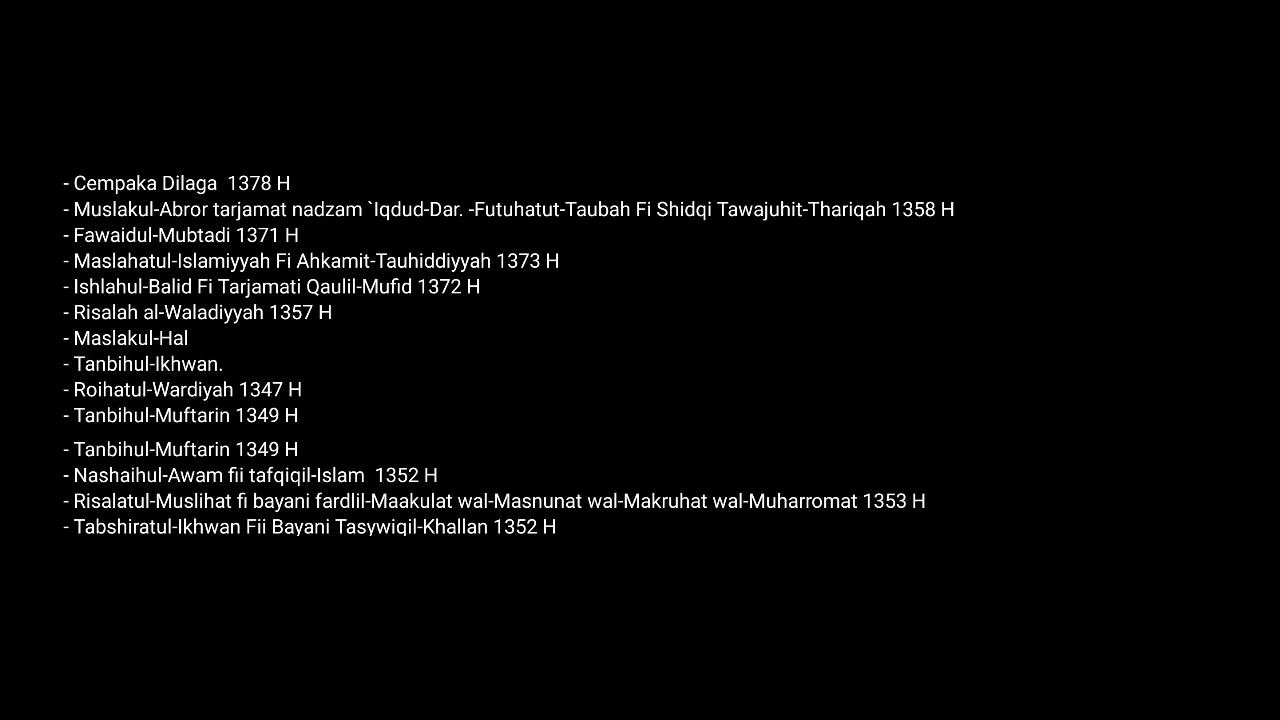 - Cempaka Dilaga  1378 H
- Muslakul-Abror tarjamat nadzam `Iqdud-Dar. -Futuhatut-Taubah Fi Shidqi Tawajuhit-Thariqah 1358 H
- Fawaidul-Mubtadi 1371 H
- Maslahatul-Islamiyyah Fi Ahkamit-Tauhiddiyyah 1373 H
- Ishlahul-Balid Fi Tarjamati Qaulil-Mufid 1372 H
- Risalah al-Waladiyyah 1357 H
- Maslakul-Hal
- Tanbihul-Ikhwan.
- Roihatul-Wardiyah 1347 H
- Tanbihul-Muftarin 1349 H
- Tanbihul-Muftarin 1349 H
- Nashaihul-Awam fii tafqiqil-Islam  1352 H
- Risalatul-Muslihat fi bayani fardlil-Maakulat wal-Masnunat wal-Makruhat wal-Muharromat 1353 H
- Tabshiratul-Ikhwan Fii Bayani Tasywiqil-Khallan 1352 H